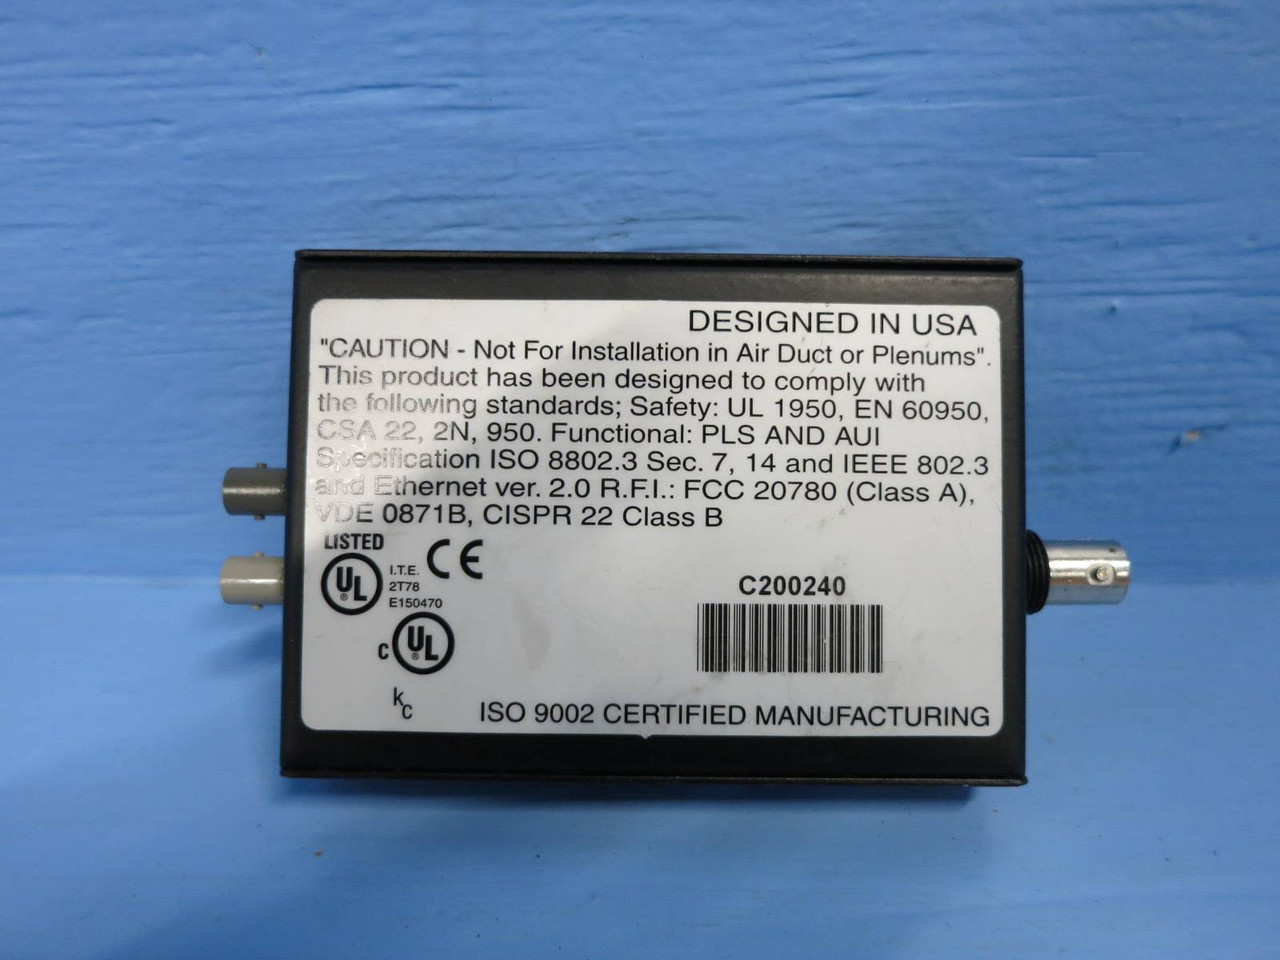 DESIGNED IN USA
"CAUTION - Not For Installation in Air Duct or Plenums".
This product has been designed to comply with
the following standards; Safety: UL 1950, EN 60950,
CSA 22, 2N, 950. Functional: PLS AND AUI
Specification ISO 8802.3 Sec. 7, 14 and IEEE 802.3
and Ethernet ver. 2.0 R.F.I.: FCC 20780 (Class A),
VDE 0871B, CISPR 22 Class B
LISTED
UL ®
I.T.E.
2T78
E150470
CE
C UL ®
K C
C200240
ISO 9002 CERTIFIED MANUFACTURING